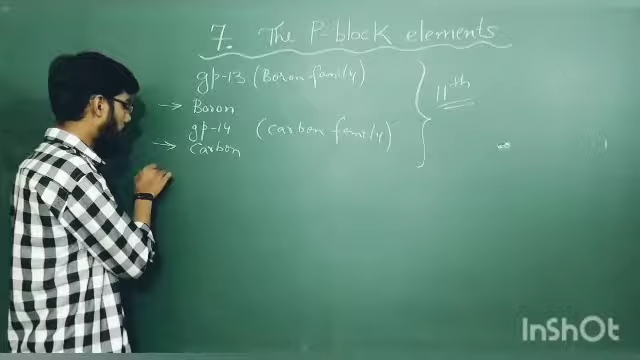 7. The P-block elements
gp-13 (Boron family)
→ Boron
11th
gp-14 (Carbon family)
→ Carbon
InShOt